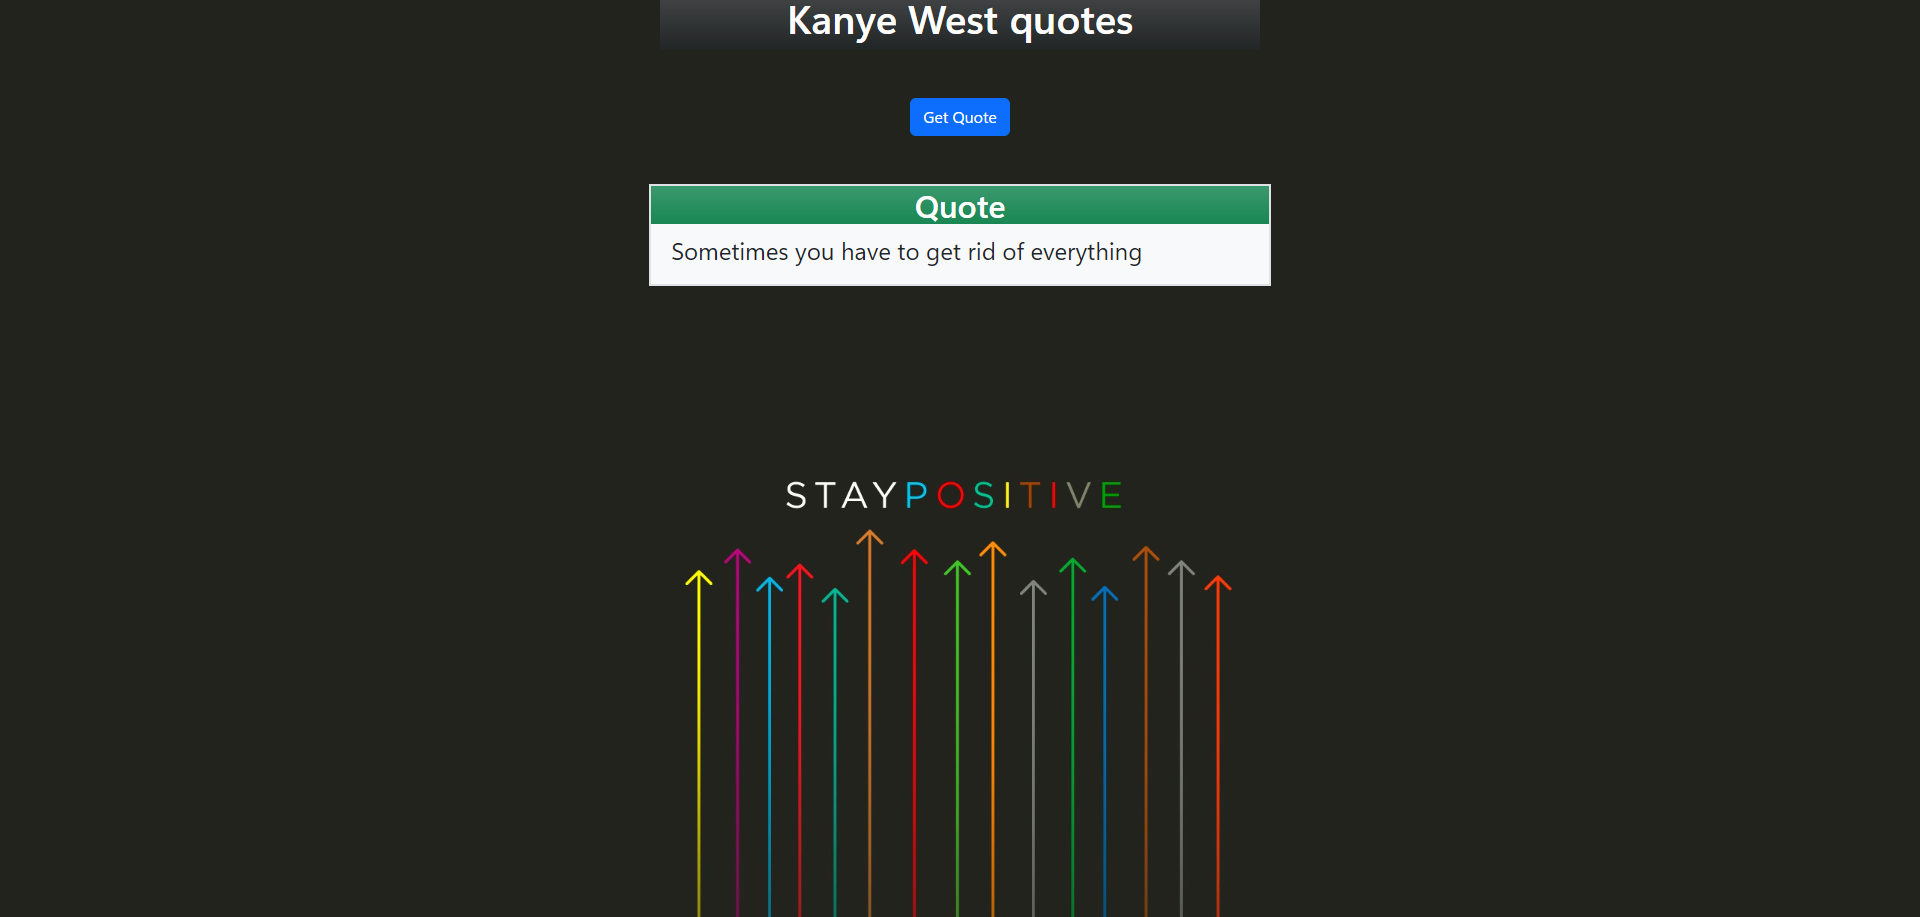 Kanye West quotes
Get Quote
Quote
Sometimes you have to get rid of everything
STAYPOSITIVE